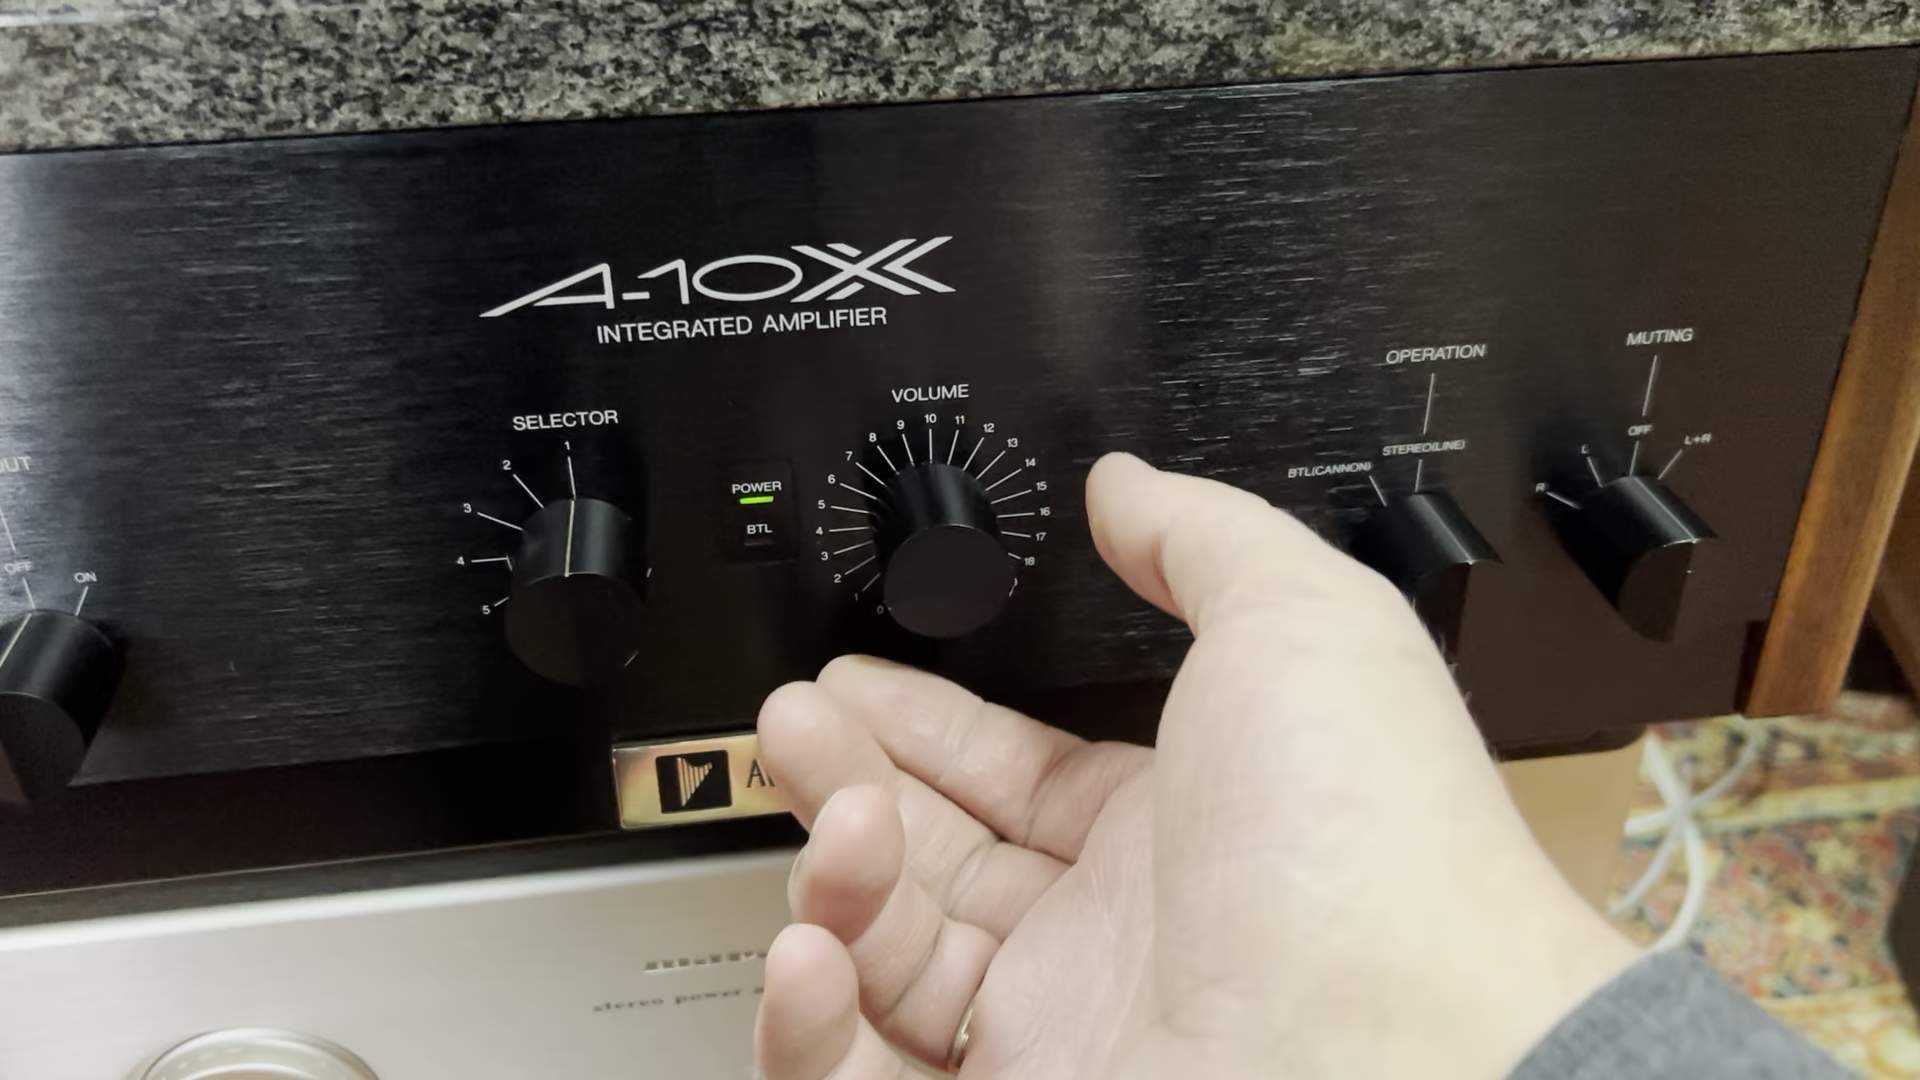 A-10XX
INTEGRATED AMPLIFIER
VOLUME
SELECTOR
OPERATION
MUTING
1
2
3
4
5
POWER
BTL
0
1
2
3
4
5
6
7
8
9
10
11
12
13
14
15
16
17
18
BTL(CANNON)
STEREO(LINE)
R
L
OFF
L+R
OFF
ON
stereo power